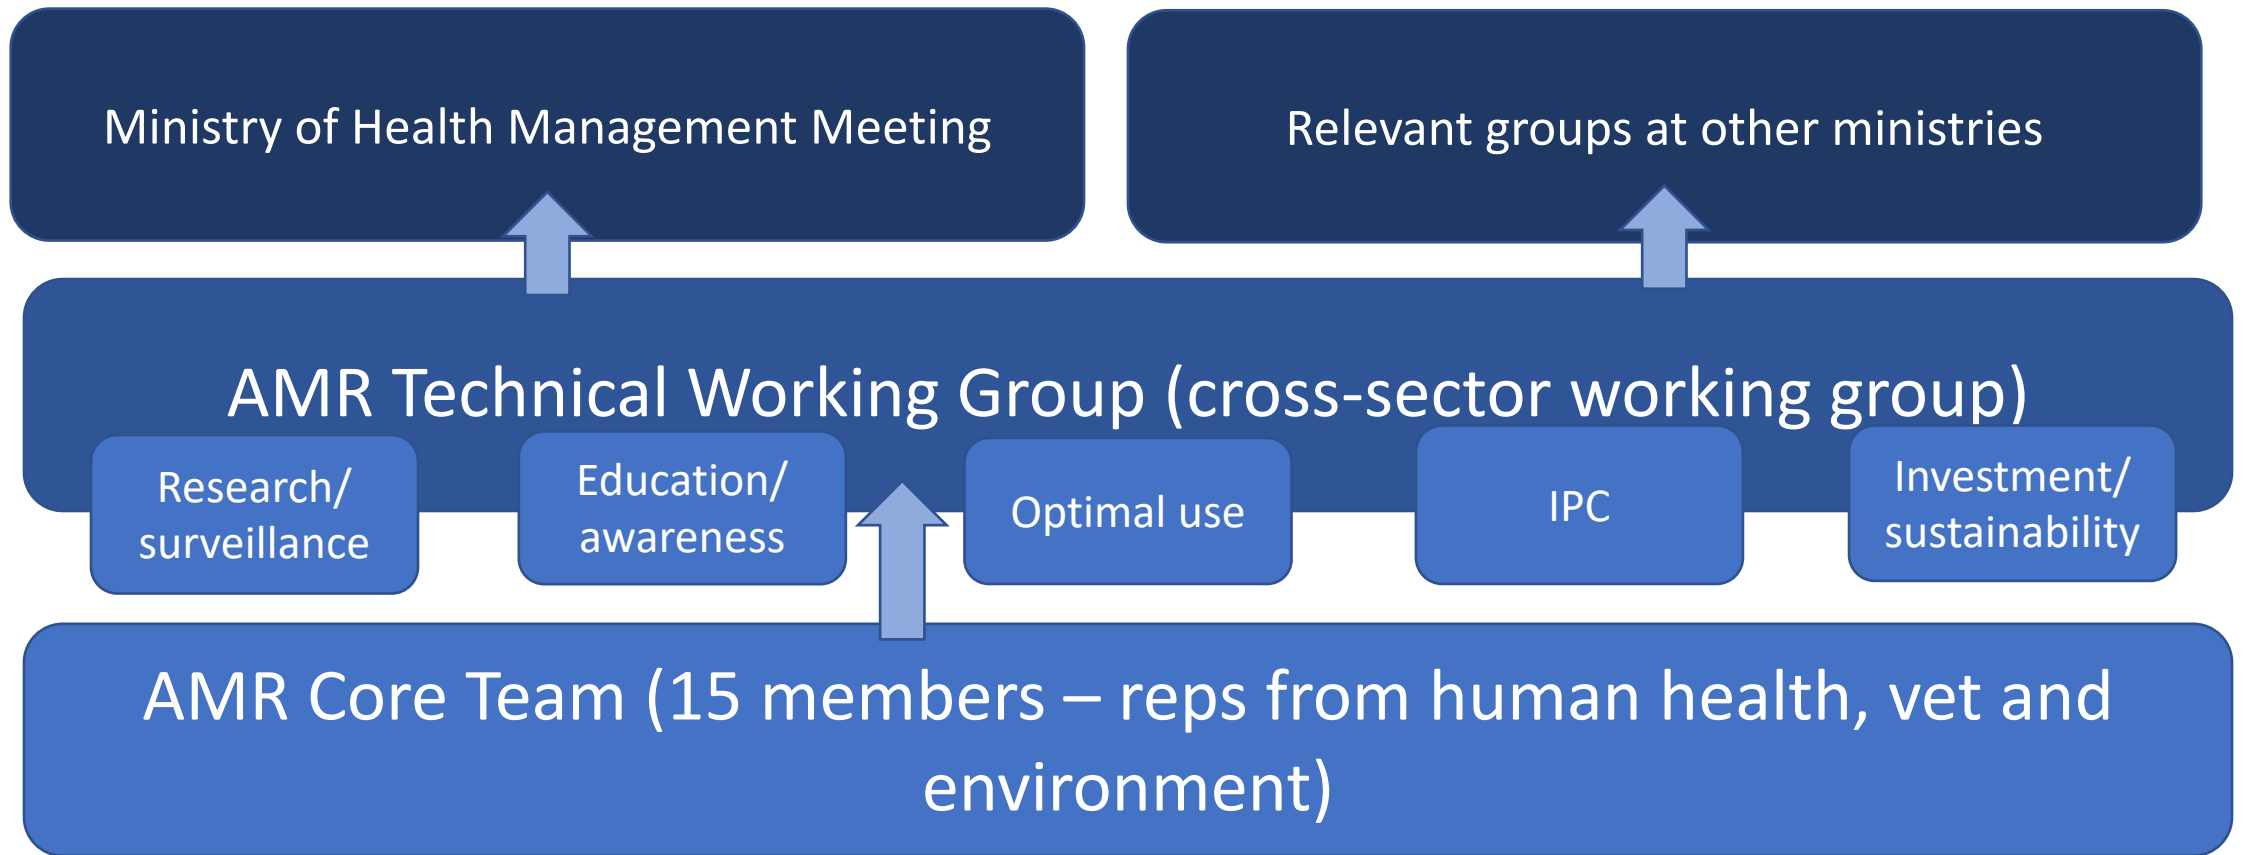 Ministry of Health Management Meeting
Relevant groups at other ministries
AMR Technical Working Group (cross-sector working group)
Research/
surveillance
Education/
awareness
Optimal use
IPC
Investment/
sustainability
AMR Core Team (15 members – reps from human health, vet and
environment)